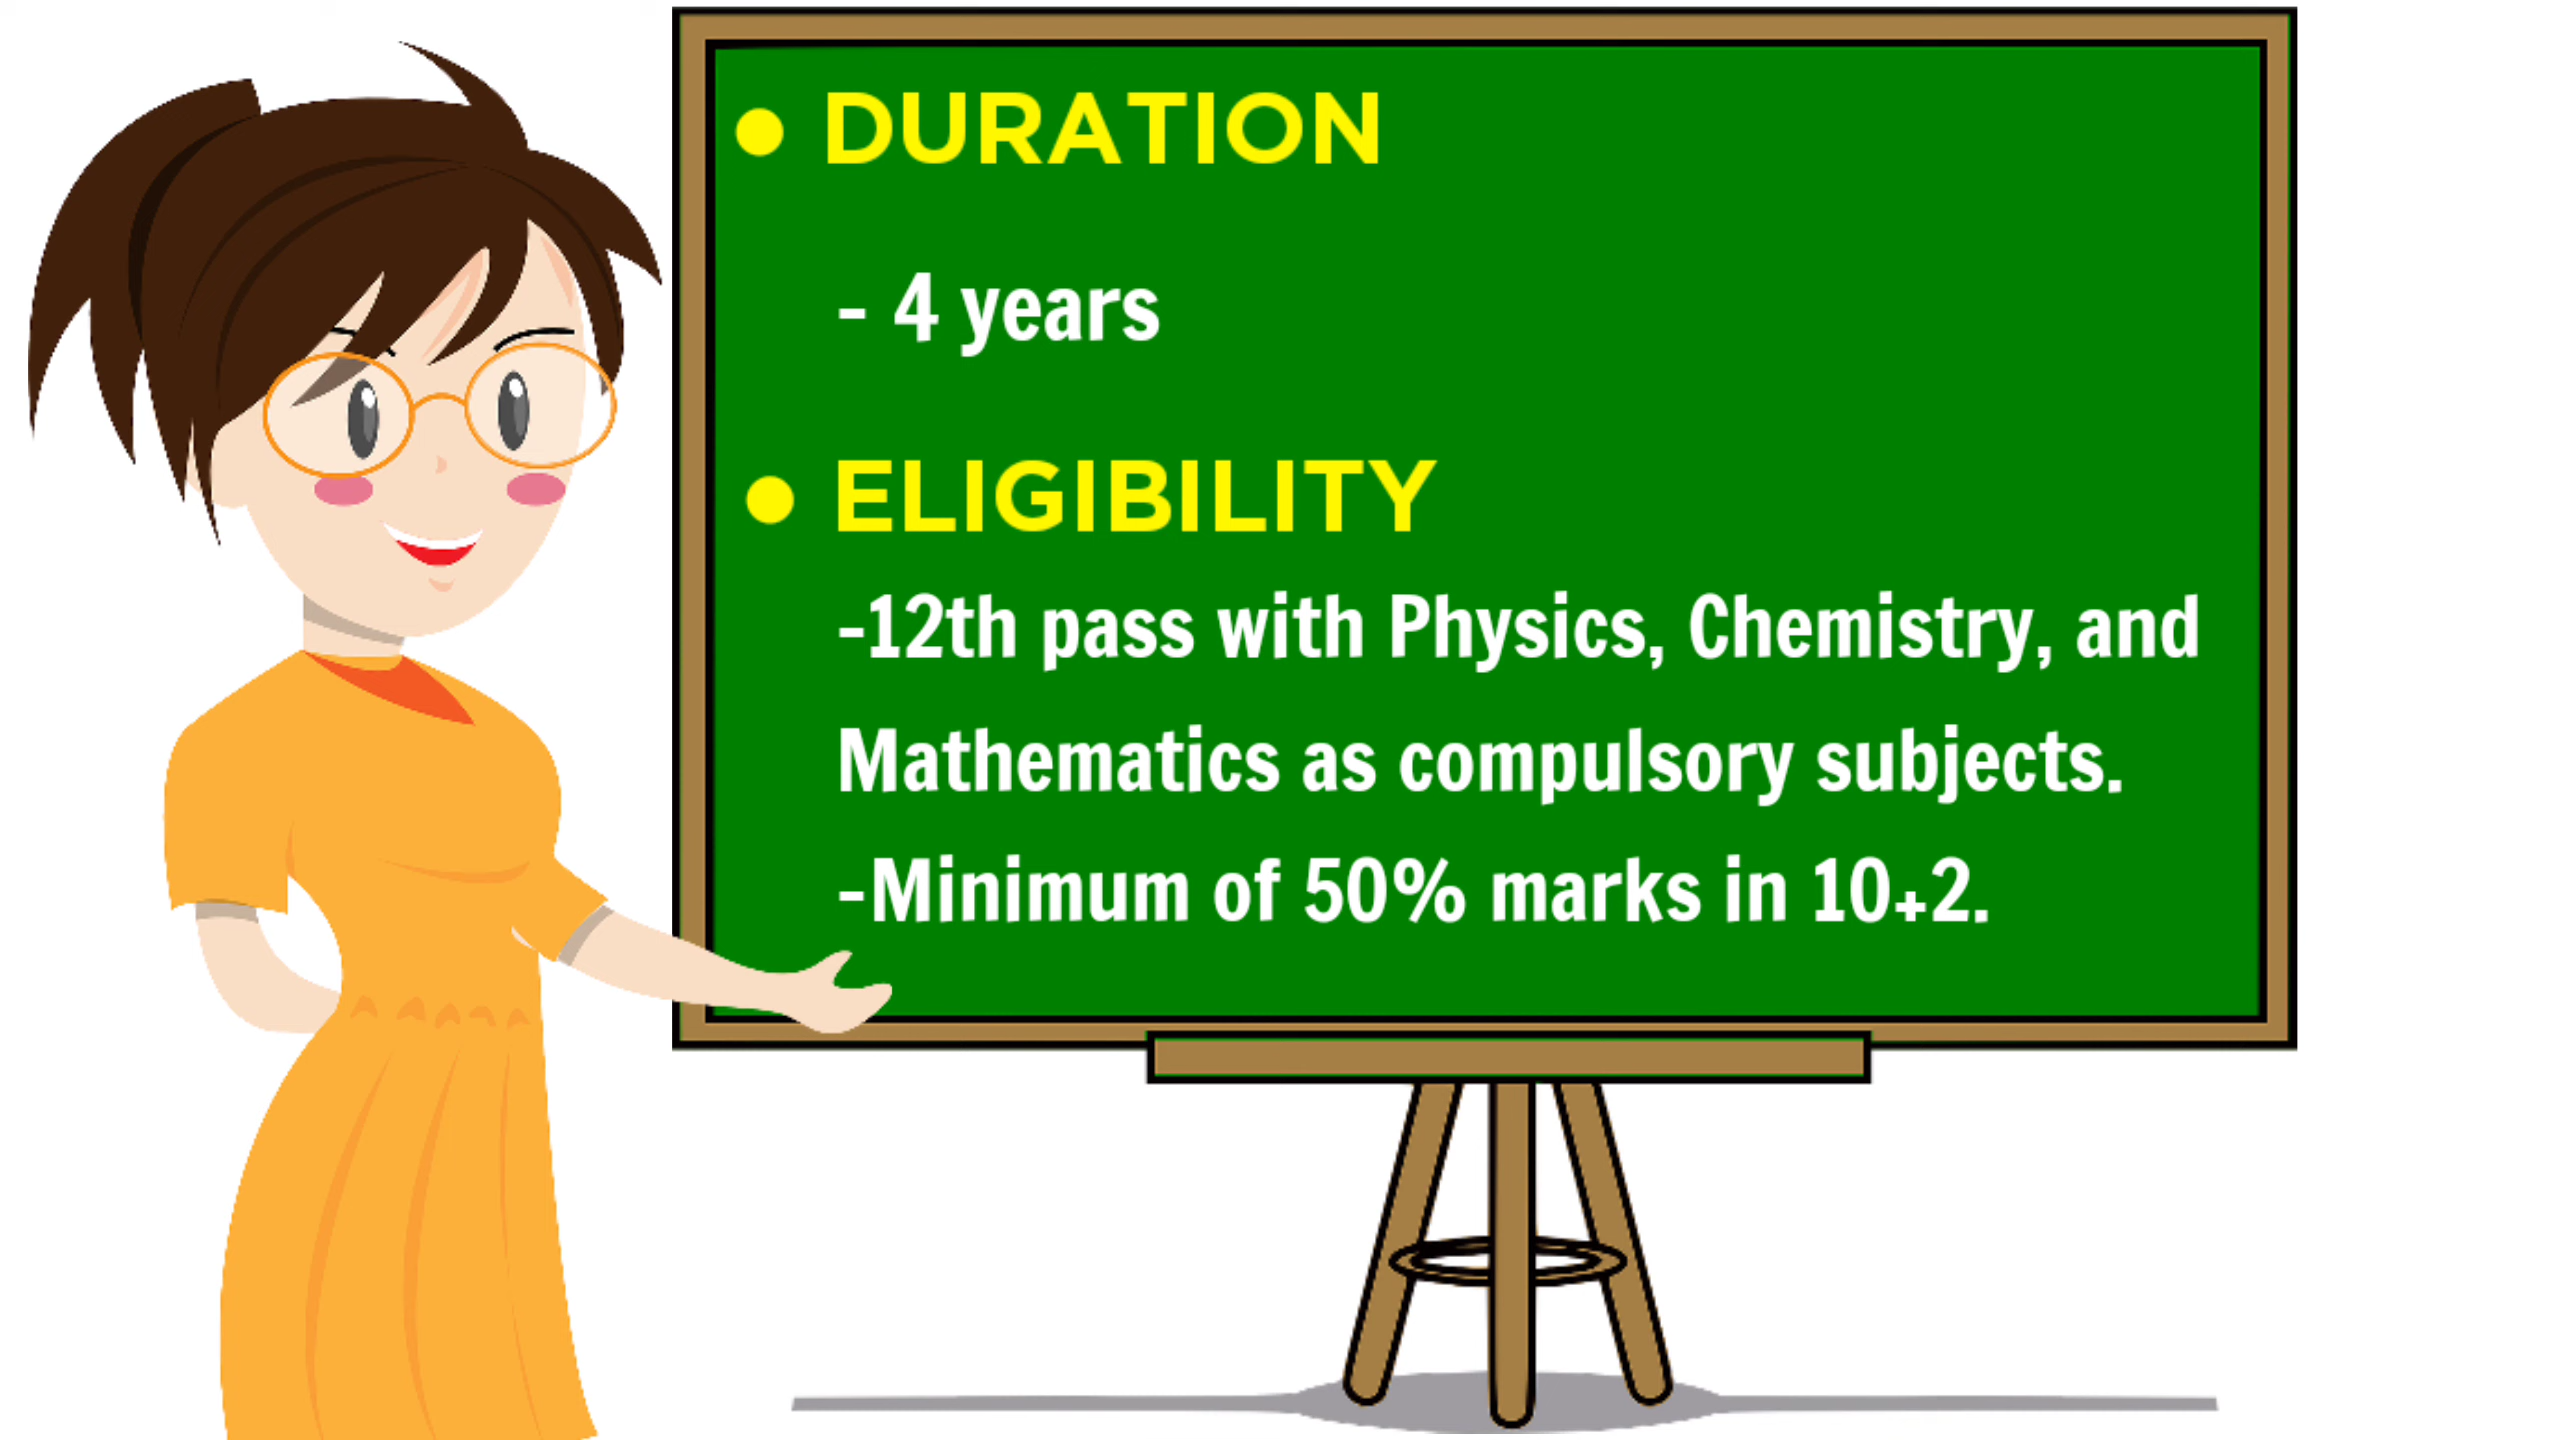 • DURATION
- 4 years
• ELIGIBILITY
-12th pass with Physics, Chemistry, and
Mathematics as compulsory subjects.
-Minimum of 50% marks in 10+2.